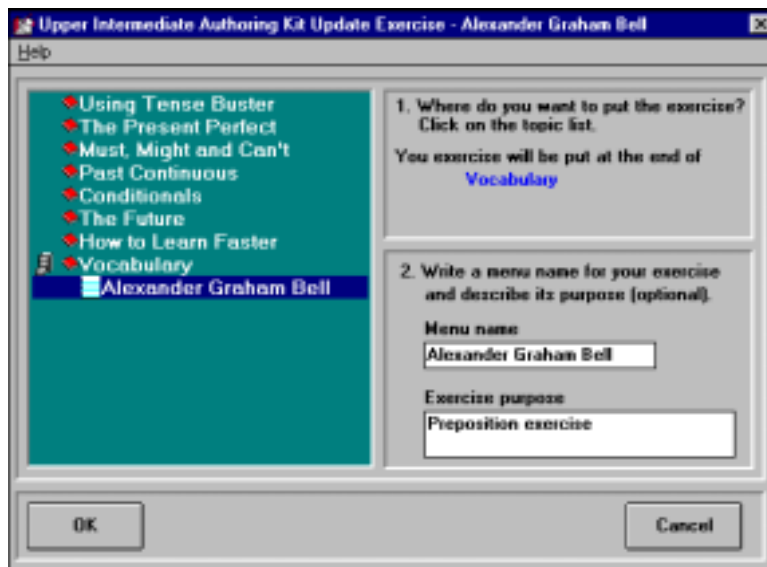 Upper Intermediate Authoring Kit Update Exercise - Alexander Graham Bell
Help
Using Tense Buster
The Present Perfect
Must, Might and Can't
Past Continuous
Conditionals
The Future
How to Learn Faster
Vocabulary
Alexander Graham Bell
1. Where do you want to put the exercise?
Click on the topic list.
You exercise will be put at the end of
Vocabulary
2. Write a menu name for your exercise
and describe its purpose (optional).
Menu name
Alexander Graham Bell
Exercise purpose
Preposition exercise
OK
Cancel